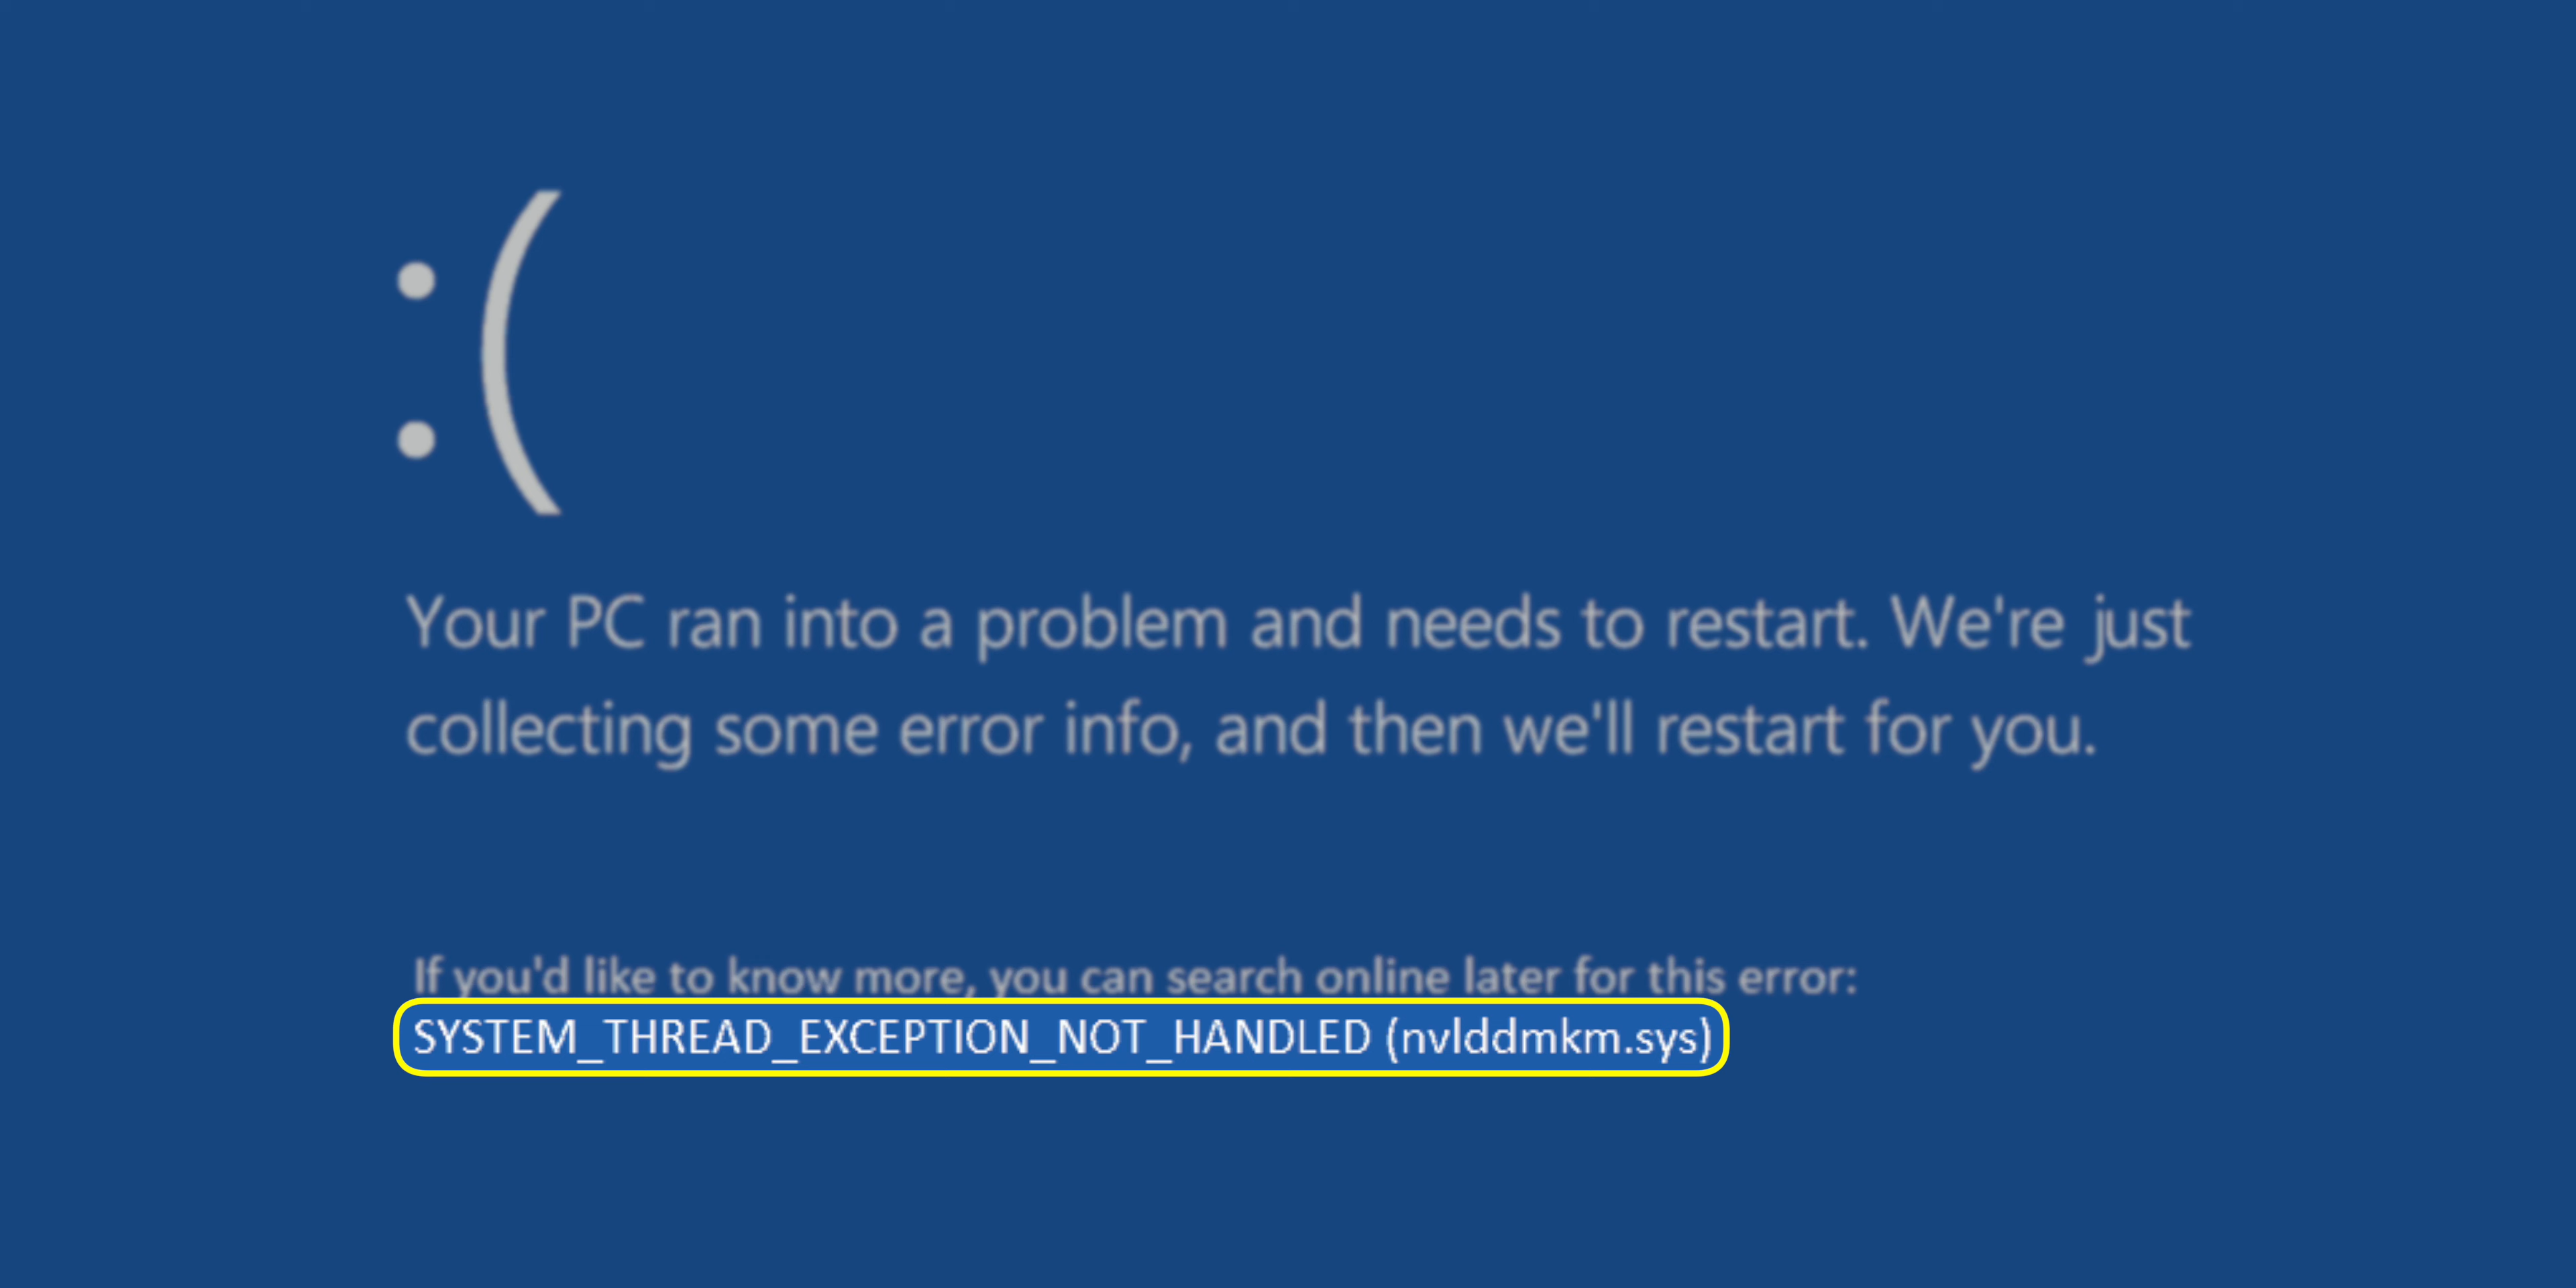 :(
Your PC ran into a problem and needs to restart. We're just
collecting some error info, and then we'll restart for you.
If you'd like to know more, you can search online later for this error:
SYSTEM_THREAD_EXCEPTION_NOT_HANDLED (nvlddmkm.sys)